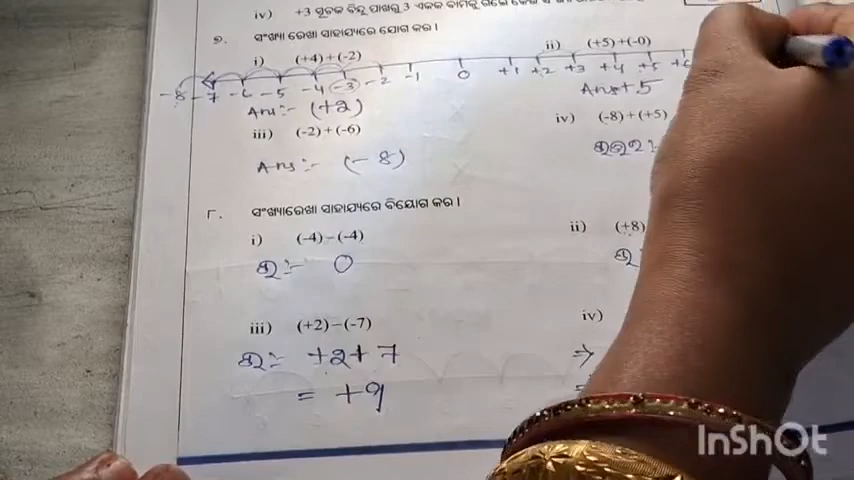 iv) +3 ସୂଚକ ବିନ୍ଦୁ ପାଖରୁ 3 ଏକକ ବାମକୁ ଗଲେ
୭. ସଂଖ୍ୟା ରେଖା ସାହାଯ୍ୟରେ ଯୋଗ କର।
i) (+4)+(-2) ii) (+5)+(-0)
-8 -7 -6 -5 -4 -3 -2 -1 0 +1 +2 +3 +4 +5
Ans:- (+2) Ans +5
iii) (-2)+(-6) iv) (-8)+(+5)
Ans:- (-8)
୮. ସଂଖ୍ୟାରେଖା ସାହାଯ୍ୟରେ ବିୟୋଗ କର।
i) (-4)-(-4) ii) (+8)
ଉ:- 0 ଉ:
iii) (+2)-(-7) iv)
ଉ:- +2+7 ⇒
= +9 =
InShot